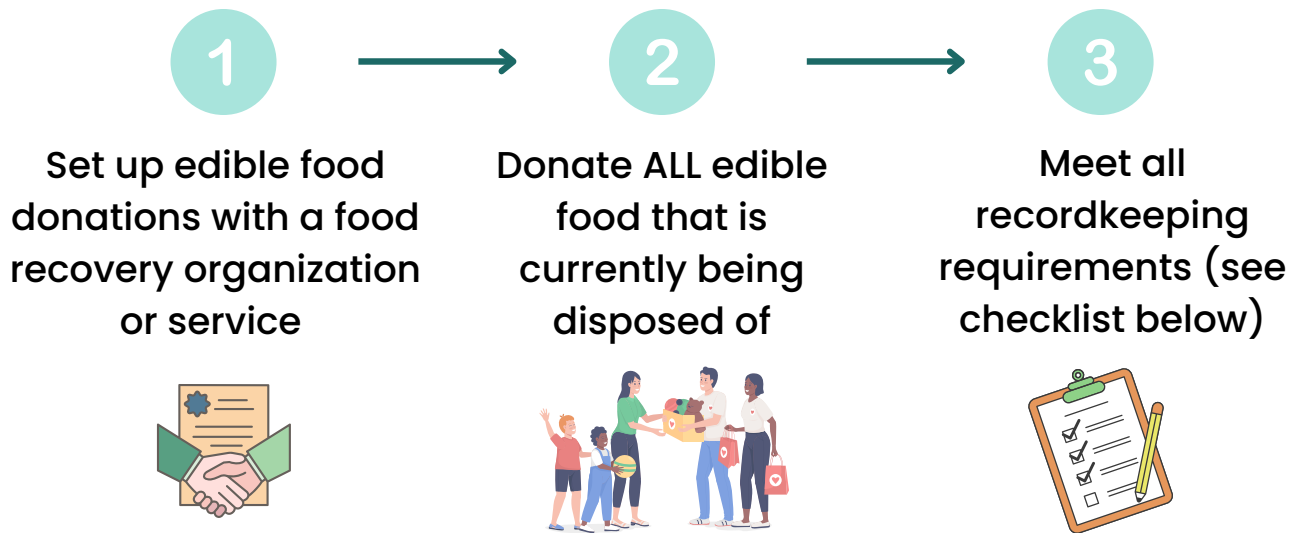 1
Set up edible food
donations with a food
recovery organization
or service
2
Donate ALL edible
food that is
currently being
disposed of
3
Meet all
recordkeeping
requirements (see
checklist below)